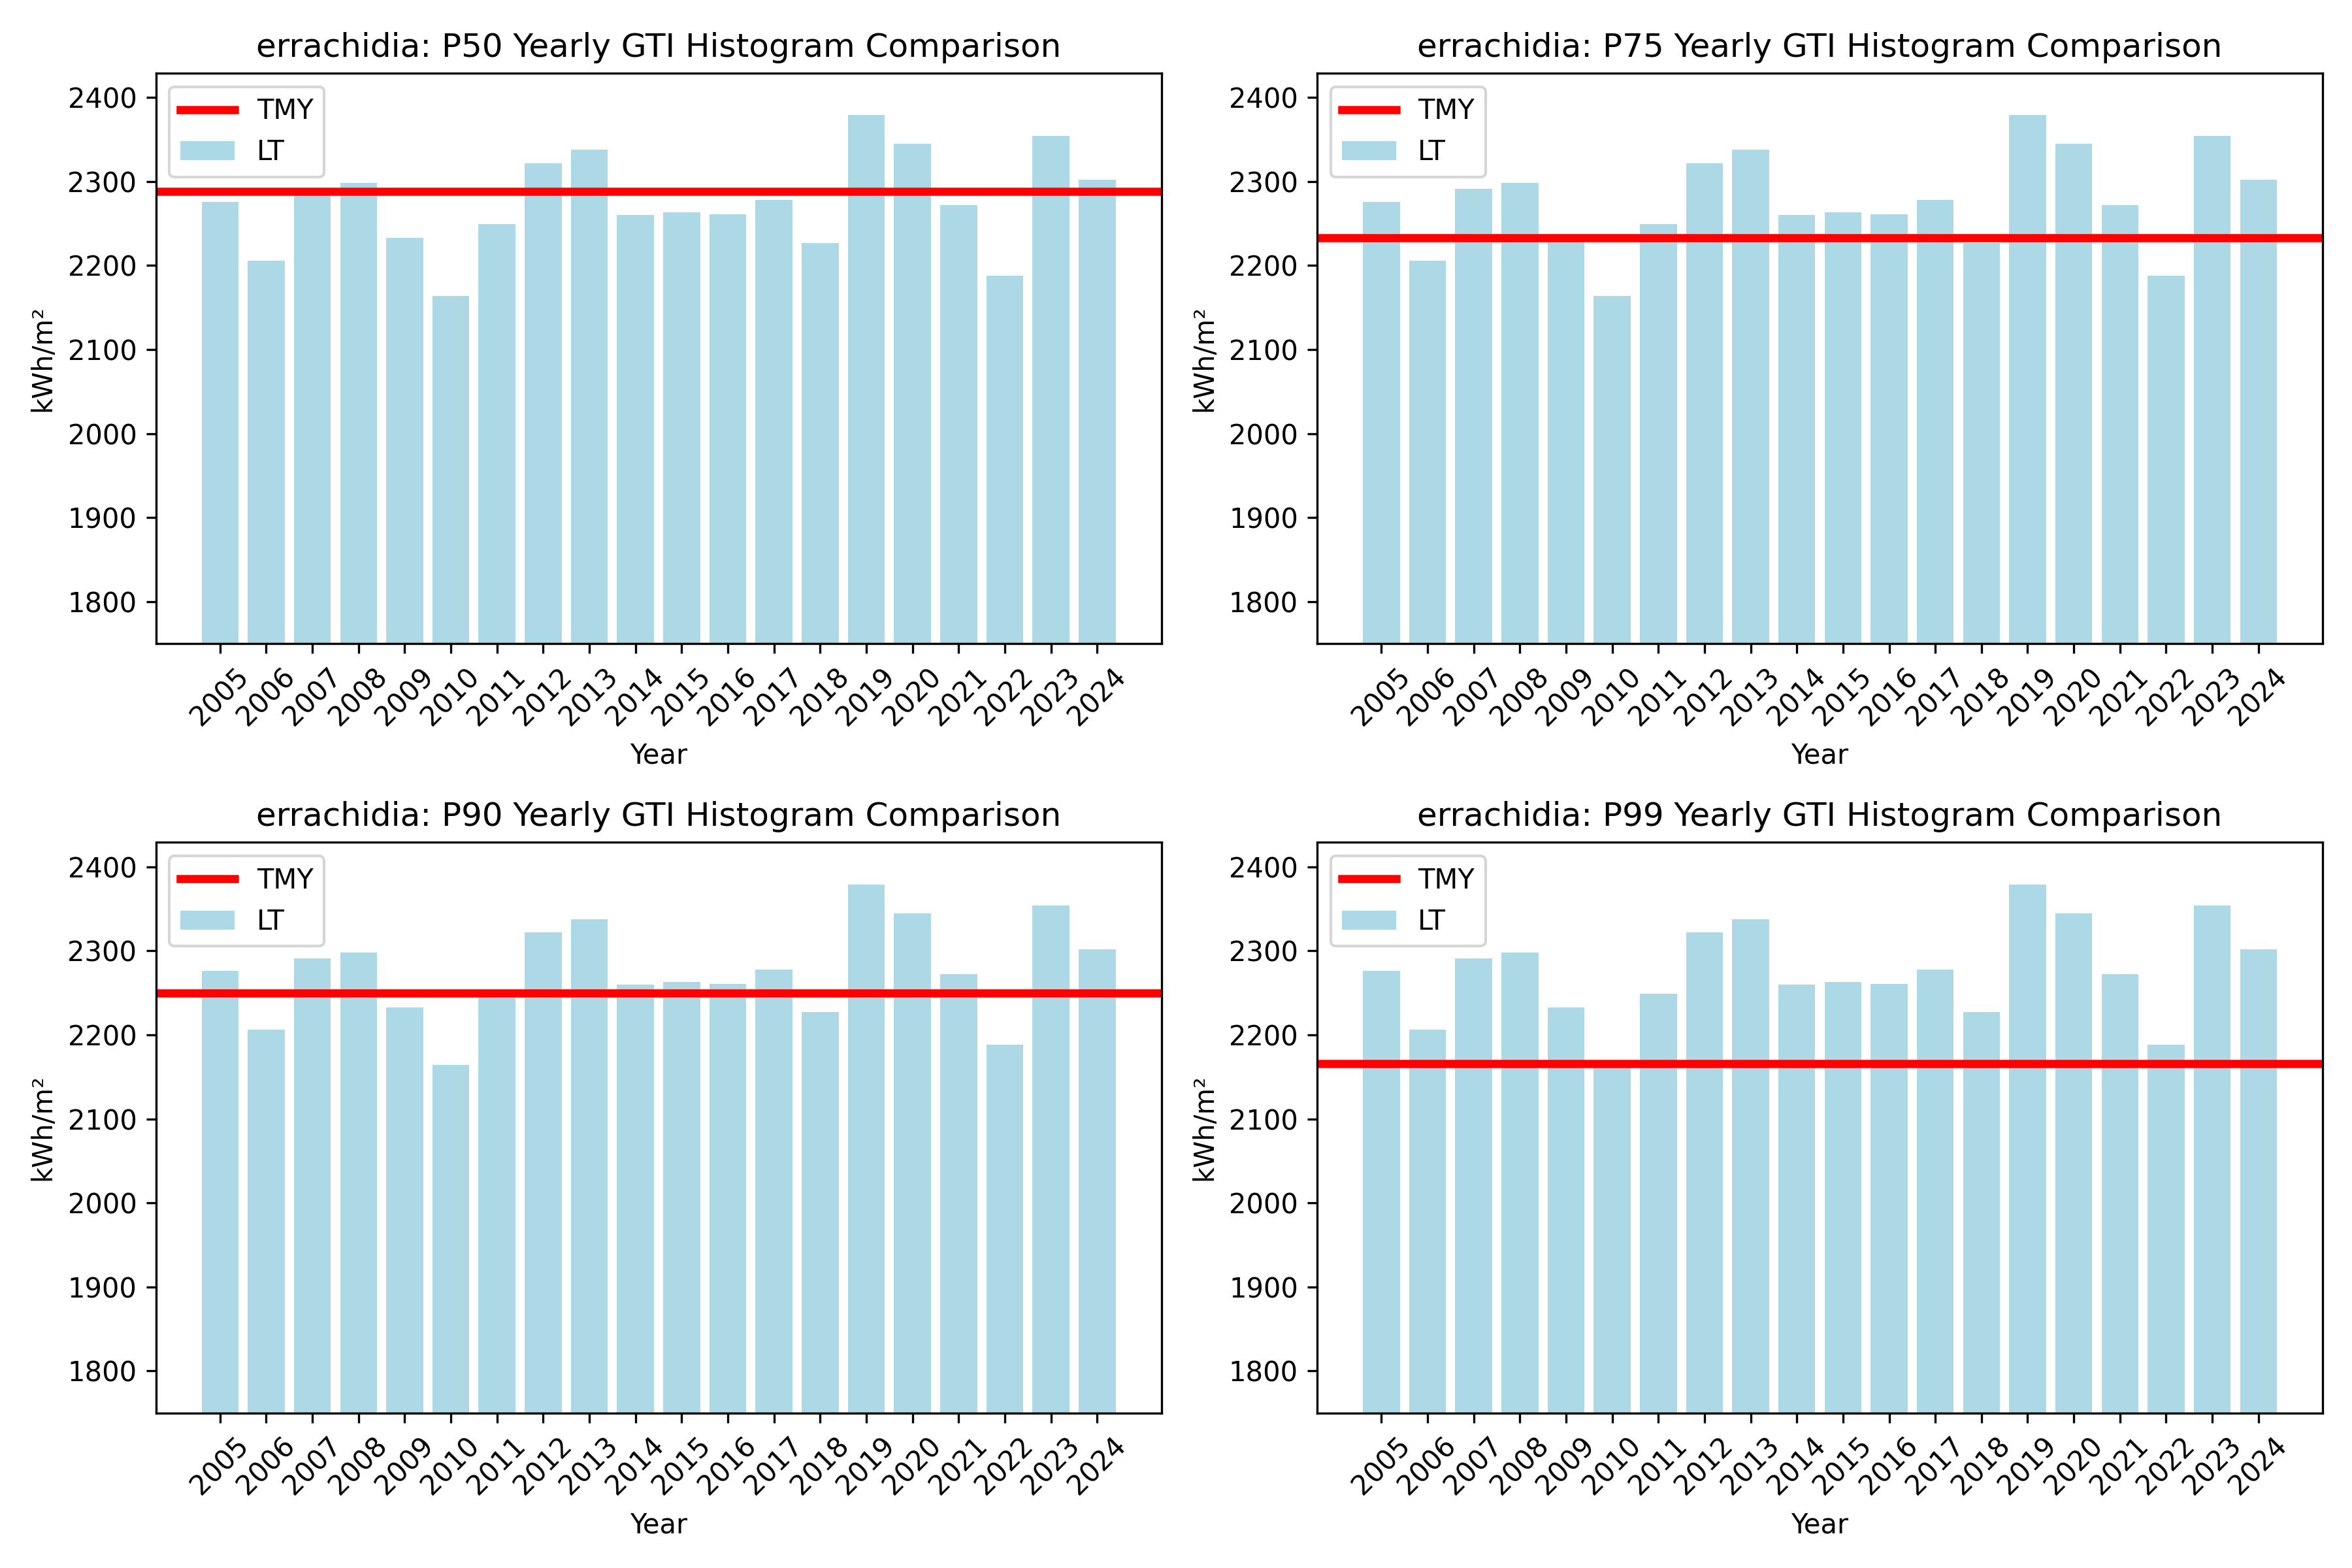 errachidia: P50 Yearly GTI Histogram Comparison
TMY
LT
kWh/m²
2400
2300
2200
2100
2000
1900
1800
2005 2006 2007 2008 2009 2010 2011 2012 2013 2014 2015 2016 2017 2018 2019 2020 2021 2022 2023 2024
Year
errachidia: P75 Yearly GTI Histogram Comparison
TMY
LT
kWh/m²
2400
2300
2200
2100
2000
1900
1800
2005 2006 2007 2008 2009 2010 2011 2012 2013 2014 2015 2016 2017 2018 2019 2020 2021 2022 2023 2024
Year
errachidia: P90 Yearly GTI Histogram Comparison
TMY
LT
kWh/m²
2400
2300
2200
2100
2000
1900
1800
2005 2006 2007 2008 2009 2010 2011 2012 2013 2014 2015 2016 2017 2018 2019 2020 2021 2022 2023 2024
Year
errachidia: P99 Yearly GTI Histogram Comparison
TMY
LT
kWh/m²
2400
2300
2200
2100
2000
1900
1800
2005 2006 2007 2008 2009 2010 2011 2012 2013 2014 2015 2016 2017 2018 2019 2020 2021 2022 2023 2024
Year